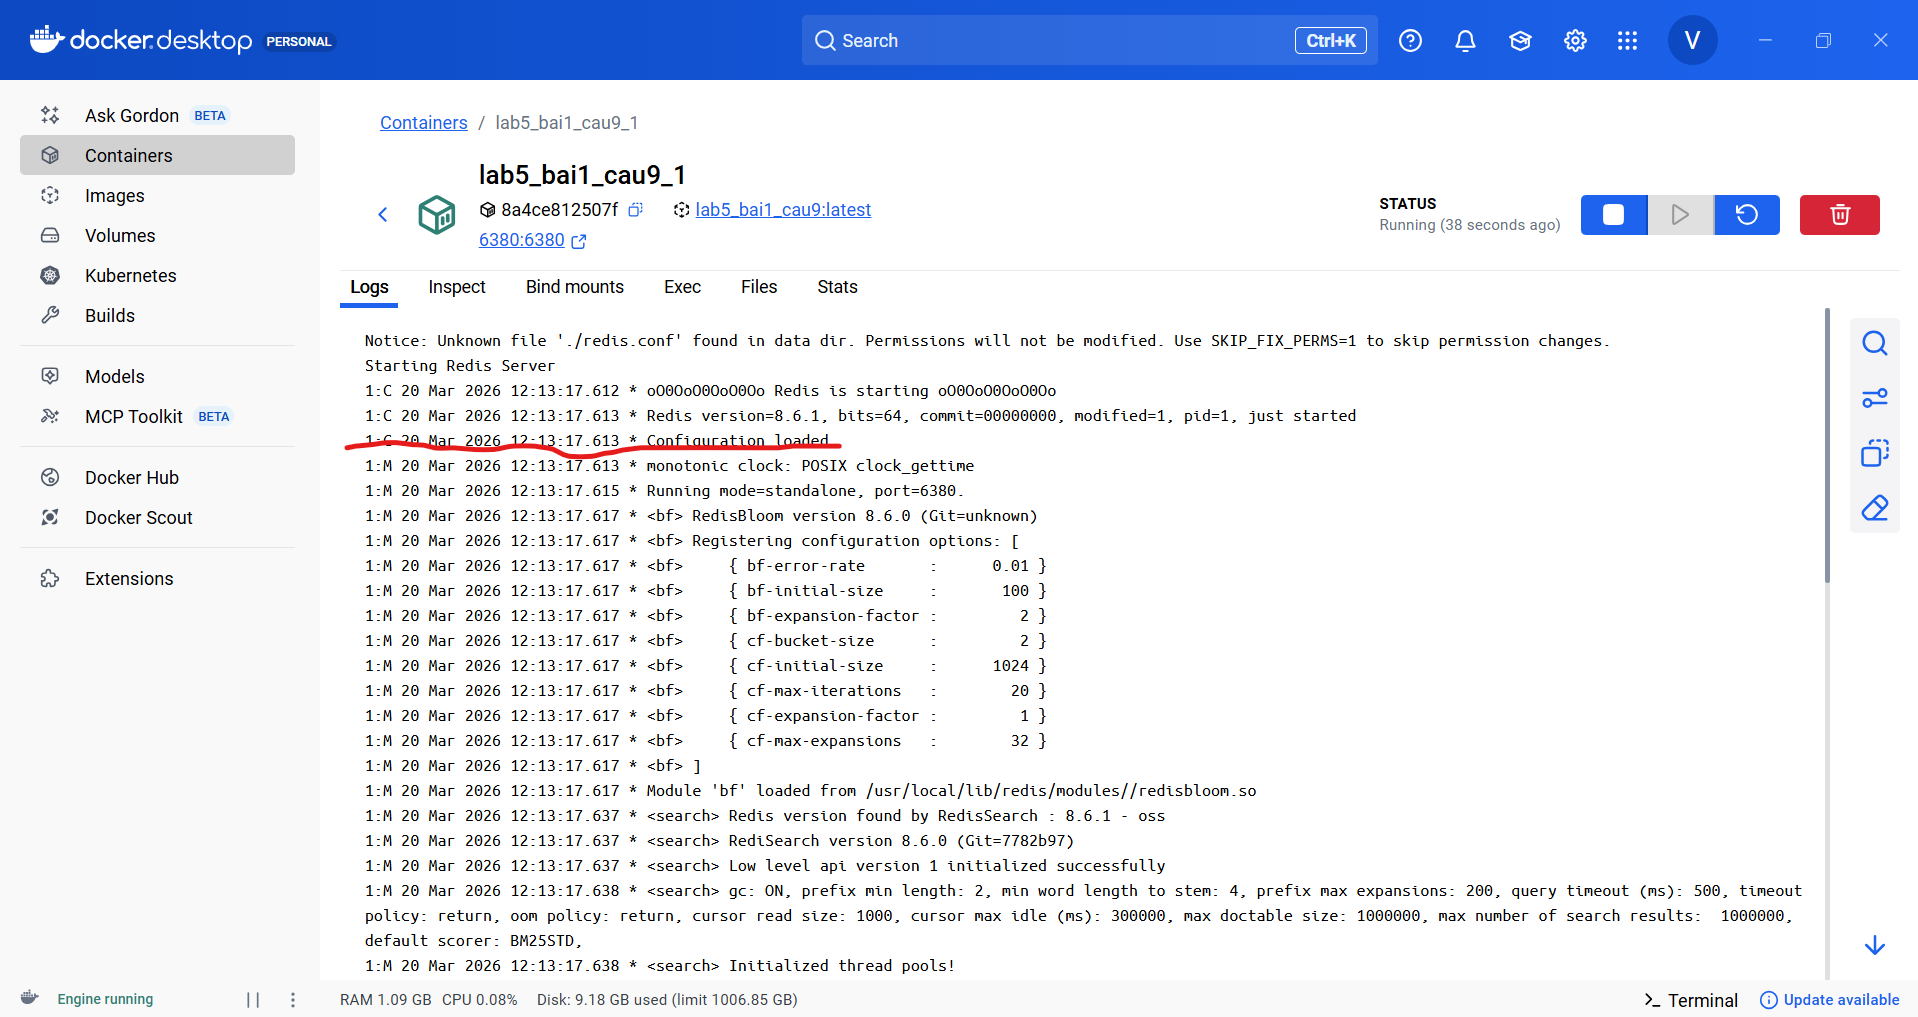 docker.desktop PERSONAL
Search
Ctrl+K
V
Ask Gordon BETA
Containers
Images
Volumes
Kubernetes
Builds
Models
MCP Toolkit BETA
Docker Hub
Docker Scout
Extensions
Containers / lab5_bai1_cau9_1
lab5_bai1_cau9_1
8a4ce812507f lab5_bai1_cau9:latest
6380:6380
STATUS
Running (38 seconds ago)
Logs Inspect Bind mounts Exec Files Stats
Notice: Unknown file './redis.conf' found in data dir. Permissions will not be modified. Use SKIP_FIX_PERMS=1 to skip permission changes.
Starting Redis Server
1:C 20 Mar 2026 12:13:17.612 * oO0OoO0OoO0Oo Redis is starting oO0OoO0OoO0Oo
1:C 20 Mar 2026 12:13:17.613 * Redis version=8.6.1, bits=64, commit=00000000, modified=1, pid=1, just started
1:C 20 Mar 2026 12:13:17.613 * Configuration loaded
1:M 20 Mar 2026 12:13:17.613 * monotonic clock: POSIX clock_gettime
1:M 20 Mar 2026 12:13:17.615 * Running mode=standalone, port=6380.
1:M 20 Mar 2026 12:13:17.617 * <bf> RedisBloom version 8.6.0 (Git=unknown)
1:M 20 Mar 2026 12:13:17.617 * <bf> Registering configuration options: [
1:M 20 Mar 2026 12:13:17.617 * <bf> { bf-error-rate : 0.01 }
1:M 20 Mar 2026 12:13:17.617 * <bf> { bf-initial-size : 100 }
1:M 20 Mar 2026 12:13:17.617 * <bf> { bf-expansion-factor : 2 }
1:M 20 Mar 2026 12:13:17.617 * <bf> { cf-bucket-size : 2 }
1:M 20 Mar 2026 12:13:17.617 * <bf> { cf-initial-size : 1024 }
1:M 20 Mar 2026 12:13:17.617 * <bf> { cf-max-iterations : 20 }
1:M 20 Mar 2026 12:13:17.617 * <bf> { cf-expansion-factor : 1 }
1:M 20 Mar 2026 12:13:17.617 * <bf> { cf-max-expansions : 32 }
1:M 20 Mar 2026 12:13:17.617 * <bf> ]
1:M 20 Mar 2026 12:13:17.617 * Module 'bf' loaded from /usr/local/lib/redis/modules//redisbloom.so
1:M 20 Mar 2026 12:13:17.637 * <search> Redis version found by RedisSearch : 8.6.1 - oss
1:M 20 Mar 2026 12:13:17.637 * <search> RediSearch version 8.6.0 (Git=7782b97)
1:M 20 Mar 2026 12:13:17.637 * <search> Low level api version 1 initialized successfully
1:M 20 Mar 2026 12:13:17.638 * <search> gc: ON, prefix min length: 2, min word length to stem: 4, prefix max expansions: 200, query timeout (ms): 500, timeout
policy: return, oom policy: return, cursor read size: 1000, cursor max idle (ms): 300000, max doctable size: 1000000, max number of search results: 1000000,
default scorer: BM25STD,
1:M 20 Mar 2026 12:13:17.638 * <search> Initialized thread pools!
Engine running
RAM 1.09 GB CPU 0.08% Disk: 9.18 GB used (limit 1006.85 GB)
>_ Terminal
Update available